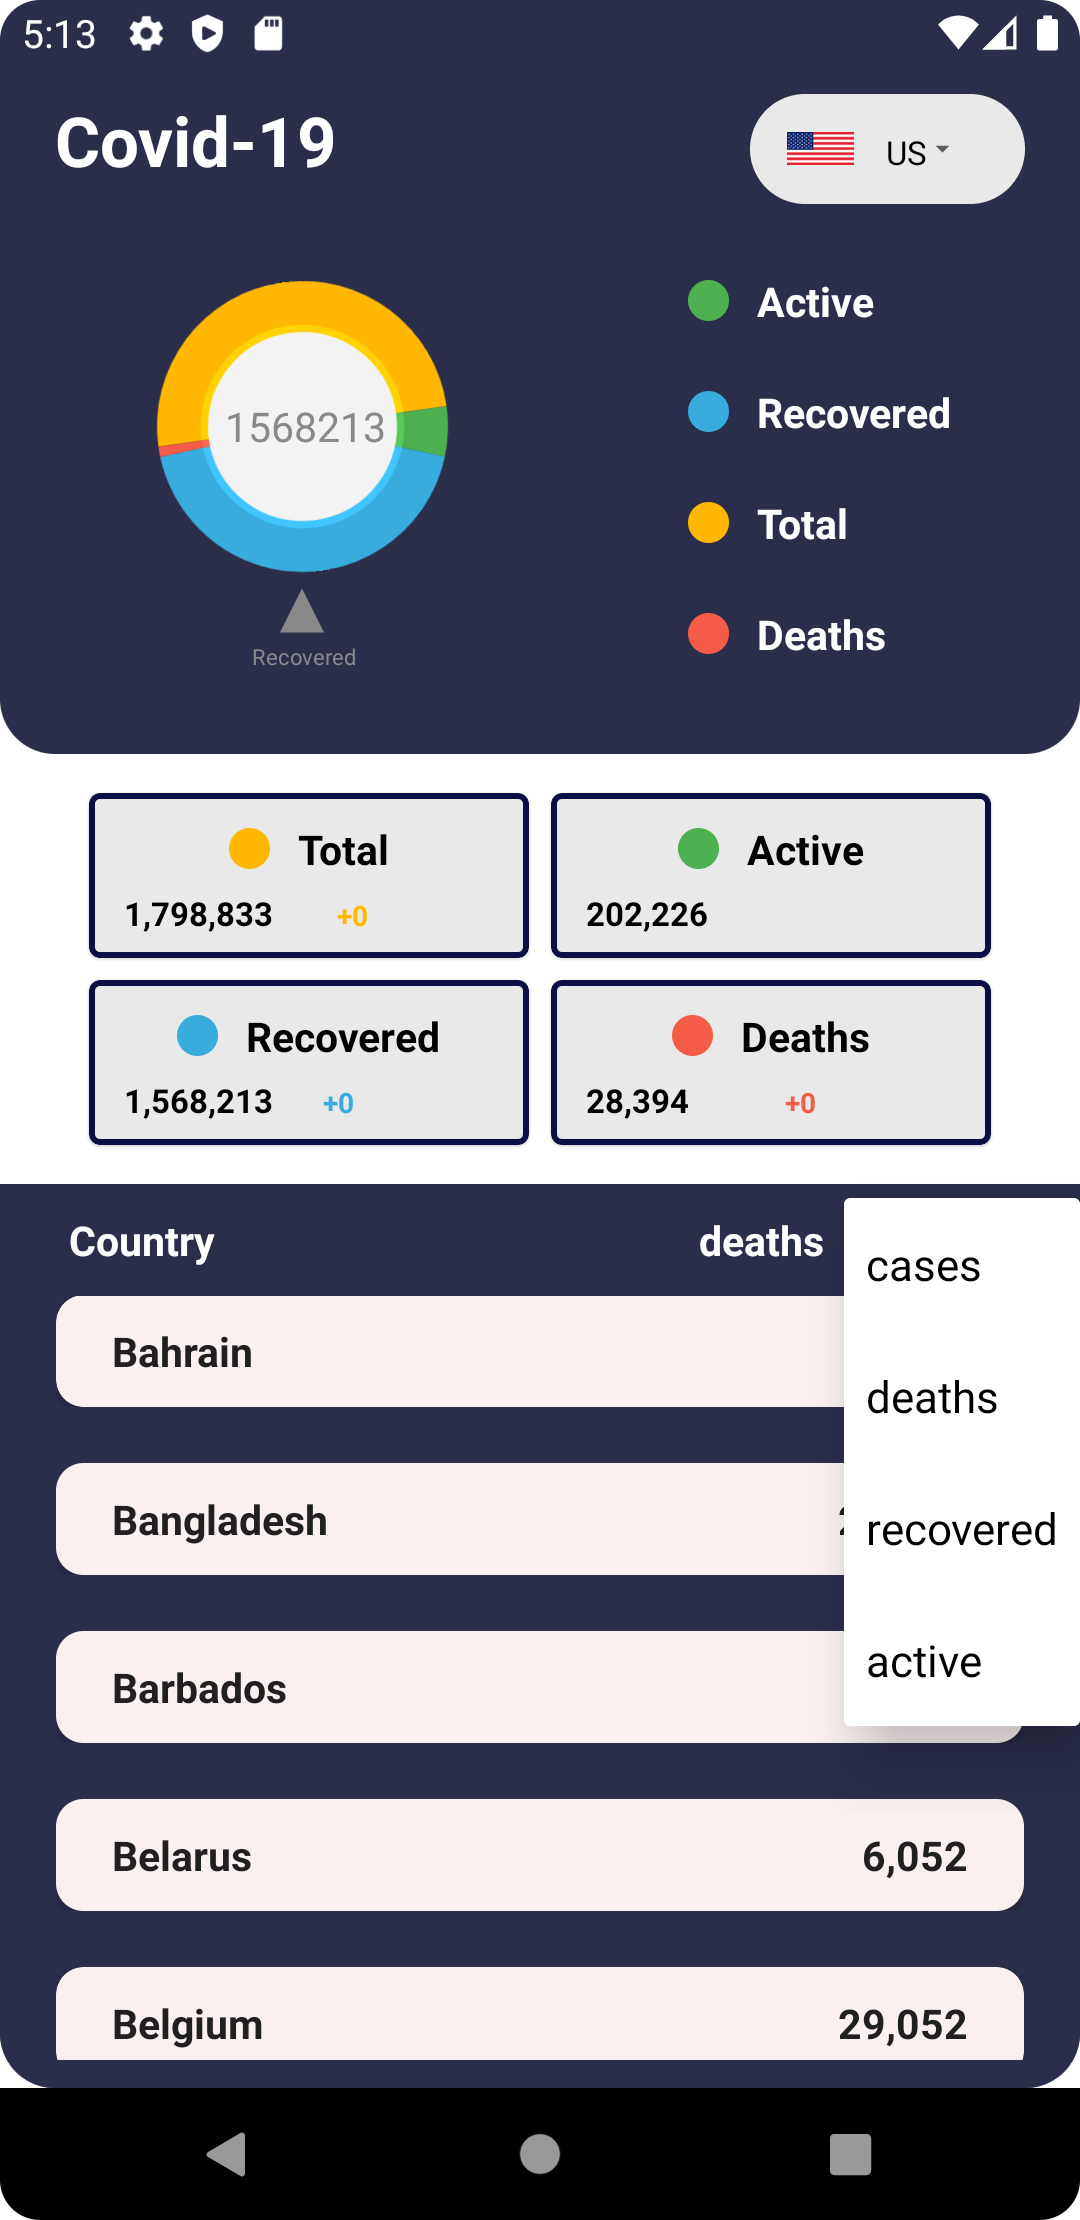 5:13
Covid-19
US
Active
Recovered
Total
Deaths
1568213
Recovered
Total
1,798,833 +0
Active
202,226
Recovered
1,568,213 +0
Deaths
28,394 +0
Country deaths
cases
deaths
recovered
active
Bahrain
Bangladesh
Barbados
Belarus 6,052
Belgium 29,052